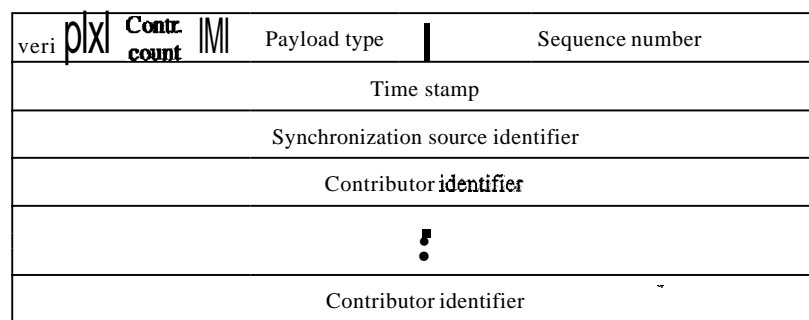 veri p|x| Contr. count |M| Payload type Sequence number
Time stamp
Synchronization source identifier
Contributor identifier
Contributor identifier